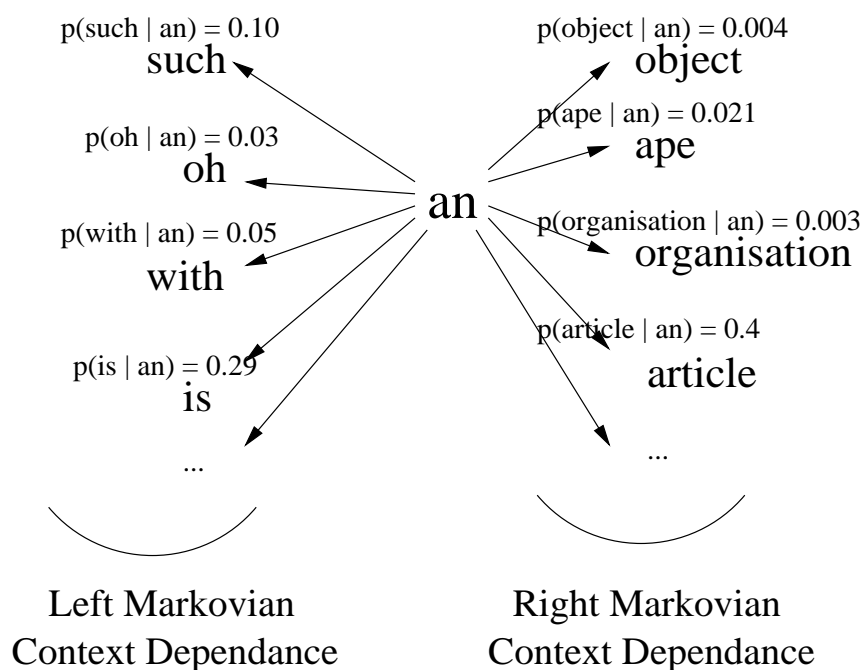 p(such | an) = 0.10
such
p(oh | an) = 0.03
oh
p(with | an) = 0.05
with
p(is | an) = 0.29
is
...
an
p(object | an) = 0.004
object
p(ape | an) = 0.021
ape
p(organisation | an) = 0.003
organisation
p(article | an) = 0.4
article
...
Left Markovian
Context Dependance
Right Markovian
Context Dependance